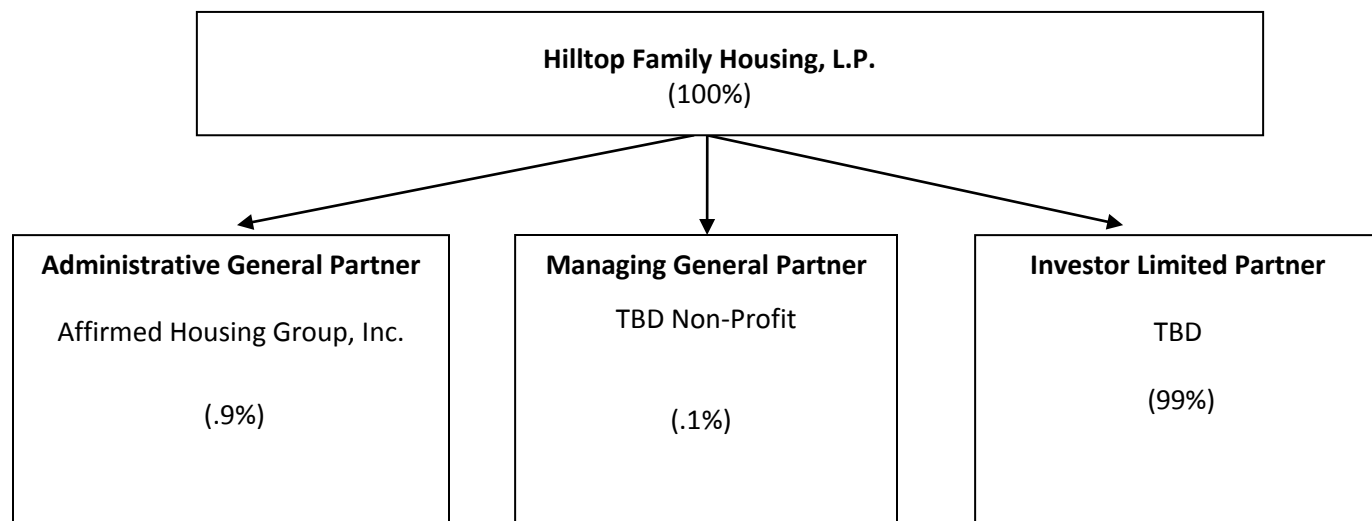 Hilltop Family Housing, L.P.
(100%)
Administrative General Partner
Affirmed Housing Group, Inc.
(.9%)
Managing General Partner
TBD Non-Profit
(.1%)
Investor Limited Partner
TBD
(99%)